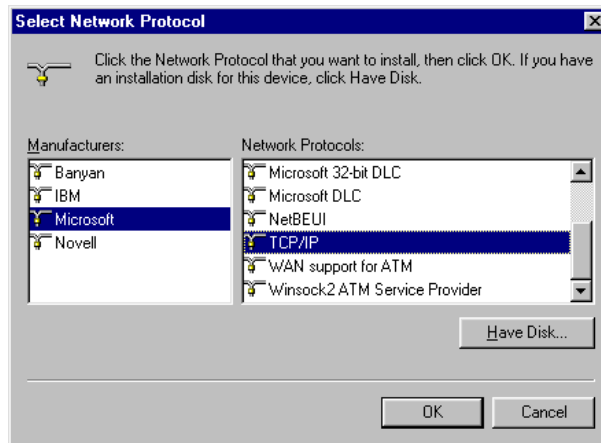 Select Network Protocol
Click the Network Protocol that you want to install, then click OK. If you have
an installation disk for this device, click Have Disk.
Manufacturers:
Banyan
IBM
Microsoft
Novell
Network Protocols:
Microsoft 32-bit DLC
Microsoft DLC
NetBEUI
TCP/IP
WAN support for ATM
Winsock2 ATM Service Provider
Have Disk...
OK
Cancel